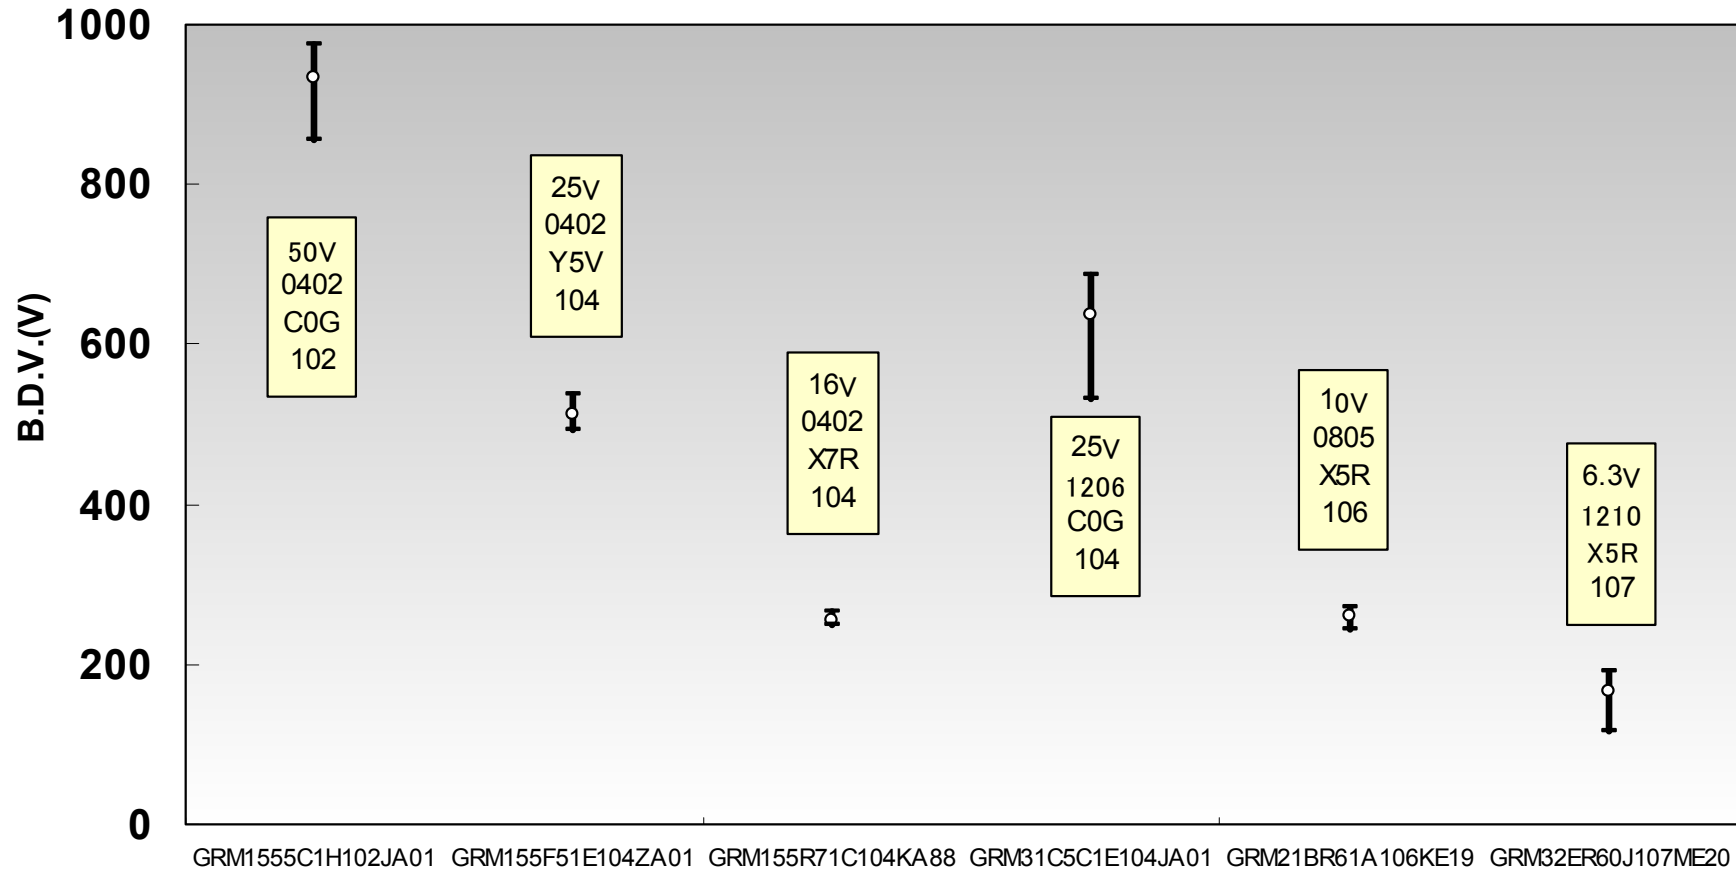 B.D.V.(V)
1000
800
600
400
200
0
50V
0402
C0G
102
25V
0402
Y5V
104
16V
0402
X7R
104
25V
1206
C0G
104
10V
0805
X5R
106
6.3V
1210
X5R
107
GRM1555C1H102JA01 GRM155F51E104ZA01 GRM155R71C104KA88 GRM31C5C1E104JA01 GRM21BR61A106KE19 GRM32ER60J107ME20